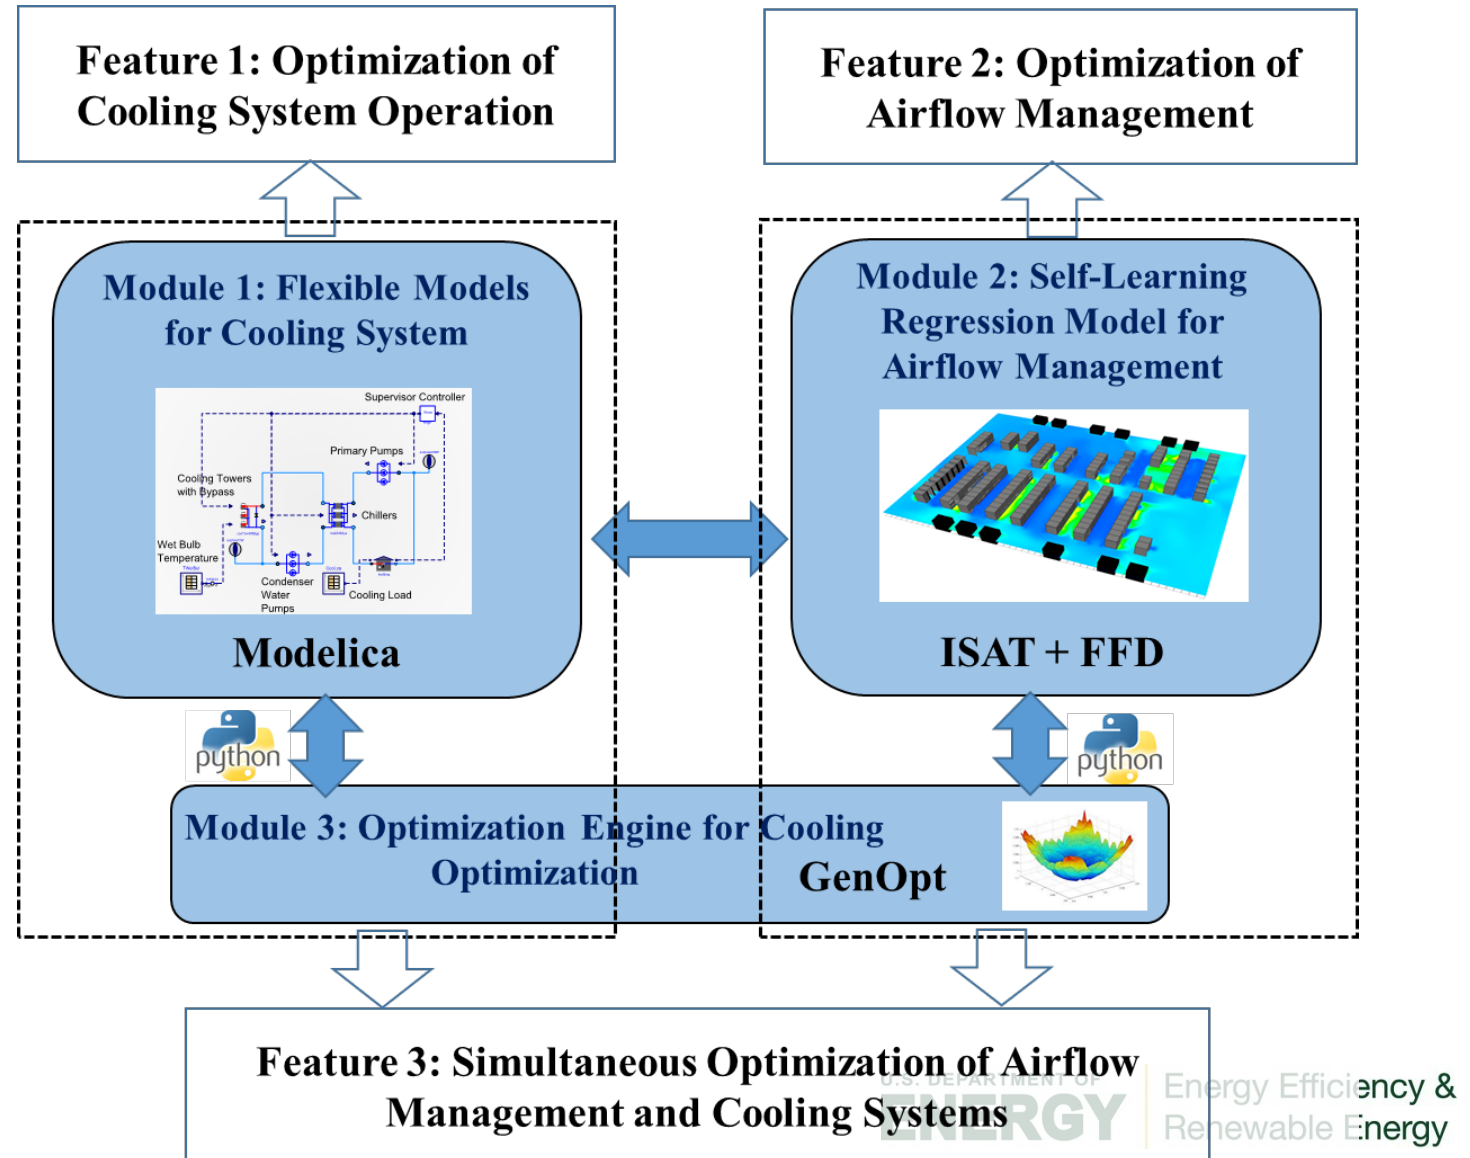 Feature 1: Optimization of
Cooling System Operation
Feature 2: Optimization of
Airflow Management
Module 1: Flexible Models
for Cooling System
Supervisor Controller
Primary Pumps
Cooling Towers
with Bypass
Chillers
Wet Bulb
Temperature
Condenser
Water
Pumps
Cooling Load
Modelica
Module 2: Self-Learning
Regression Model for
Airflow Management
ISAT + FFD
python
python
Module 3: Optimization Engine for Cooling
Optimization
GenOpt
Feature 3: Simultaneous Optimization of Airflow
Management and Cooling Systems
U.S. DEPARTMENT OF
ENERGY
Energy Efficiency &
Renewable Energy